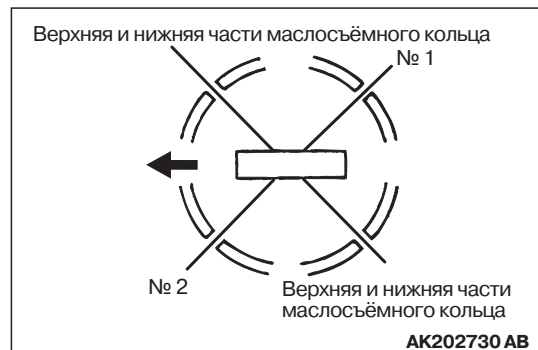 Верхняя и нижняя части маслосъёмного кольца
№ 1
№ 2
Верхняя и нижняя части
маслосъёмного кольца
AK202730 AB